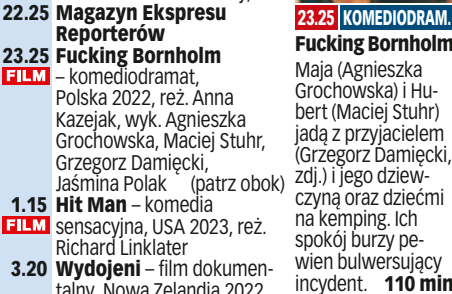 22.25 Magazyn Ekspresu
Reporterów
23.25 Fucking Bornholm
FILM – komediodramat,
Polska 2022, reż. Anna
Kazejak, wyk. Agnieszka
Grochowska, Maciej Stuhr,
Grzegorz Damięcki,
Jaśmina Polak (patrz obok)
1.15 Hit Man – komedia
FILM sensacyjna, USA 2023, reż.
Richard Linklater
3.20 Wydojeni – film dokumen-
talny, Nowa Zelandia 2022
23.25 KOMEDIODRAM.
Fucking Bornholm
Maja (Agnieszka
Grochowska) i Hu-
bert (Maciej Stuhr)
jadą z przyjacielem
(Grzegorz Damięcki,
zdj.) i jego dziew-
czyną oraz dziećmi
na kemping. Ich
spokój burzy pe-
wien bulwersujący
incydent. 110 min